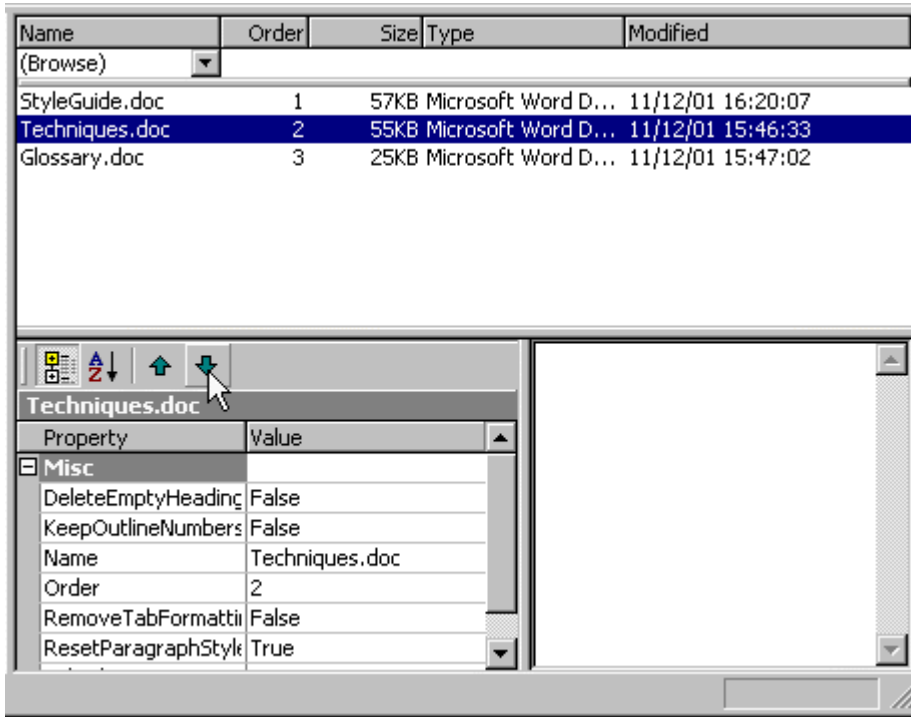 Name Order Size Type Modified
(Browse)
StyleGuide.doc 1 57KB Microsoft Word D... 11/12/01 16:20:07
Techniques.doc 2 55KB Microsoft Word D... 11/12/01 15:46:33
Glossary.doc 3 25KB Microsoft Word D... 11/12/01 15:47:02
A
Z
Techniques.doc
Property Value
Misc
DeleteEmptyHeading False
KeepOutlineNumbers False
Name Techniques.doc
Order 2
RemoveTabFormattin False
ResetParagraphStyle True